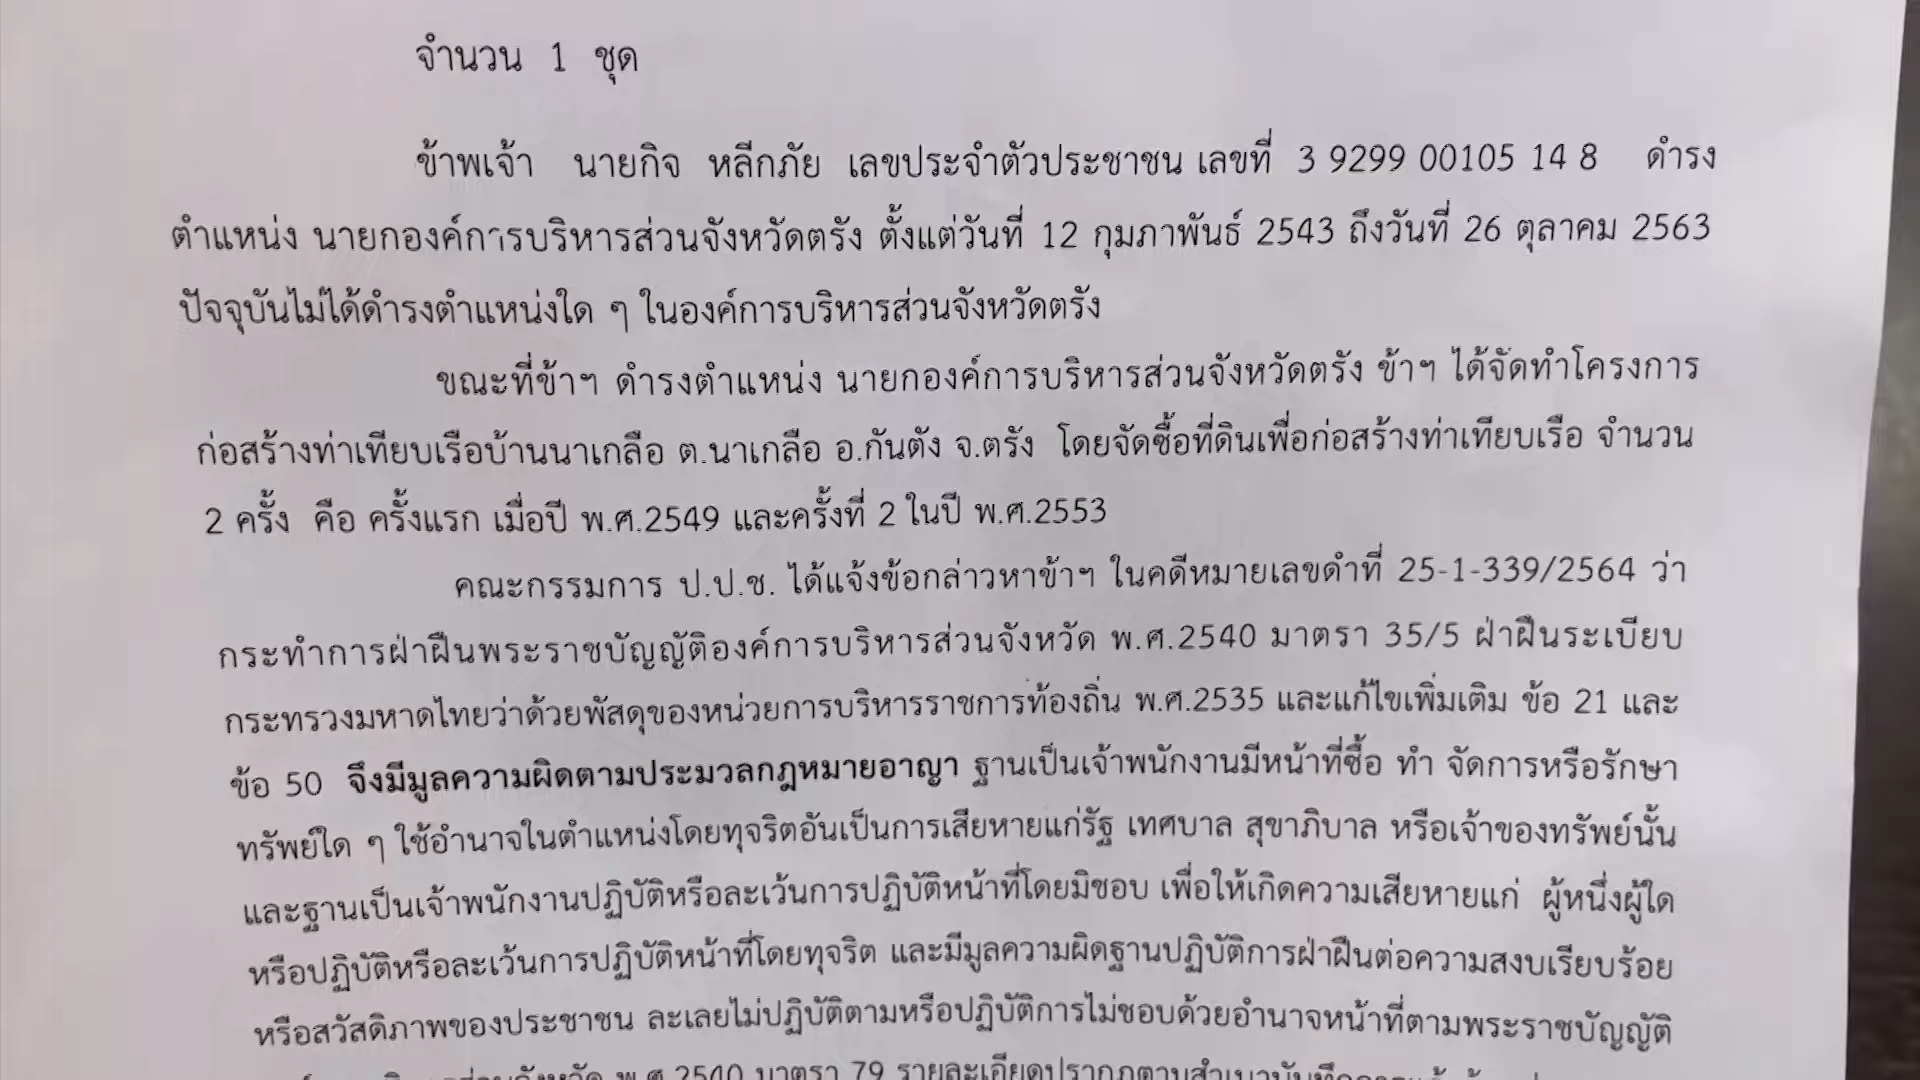 จำนวน 1 ชุด
ข้าพเจ้า นายกิจ หลีกภัย เลขประจำตัวประชาชน เลขที่ 3 9299 00105 14 8 ดำรง
ตำแหน่ง นายกองค์การบริหารส่วนจังหวัดตรัง ตั้งแต่วันที่ 12 กุมภาพันธ์ 2543 ถึงวันที่ 26 ตุลาคม 2563
ปัจจุบันไม่ได้ดำรงตำแหน่งใด ๆ ในองค์การบริหารส่วนจังหวัดตรัง
ขณะที่ข้าฯ ดำรงตำแหน่ง นายกองค์การบริหารส่วนจังหวัดตรัง ข้าฯ ได้จัดทำโครงการ
ก่อสร้างท่าเทียบเรือบ้านนาเกลือ ต.นาเกลือ อ.กันตัง จ.ตรัง โดยจัดซื้อที่ดินเพื่อก่อสร้างท่าเทียบเรือ จำนวน
2 ครั้ง คือ ครั้งแรก เมื่อปี พ.ศ.2549 และครั้งที่ 2 ในปี พ.ศ.2553
คณะกรรมการ ป.ป.ช. ได้แจ้งข้อกล่าวหาข้าฯ ในคดีหมายเลขดำที่ 25-1-339/2564 ว่า
กระทำการฝ่าฝืนพระราชบัญญัติองค์การบริหารส่วนจังหวัด พ.ศ.2540 มาตรา 35/5 ฝ่าฝืนระเบียบ
กระทรวงมหาดไทยว่าด้วยพัสดุของหน่วยการบริหารราชการท้องถิ่น พ.ศ.2535 และแก้ไขเพิ่มเติม ข้อ 21 และ
ข้อ 50 จึงมีมูลความผิดตามประมวลกฎหมายอาญา ฐานเป็นเจ้าพนักงานมีหน้าที่ซื้อ ทำ จัดการหรือรักษา
ทรัพย์ใด ๆ ใช้อำนาจในตำแหน่งโดยทุจริตอันเป็นการเสียหายแก่รัฐ เทศบาล สุขาภิบาล หรือเจ้าของทรัพย์นั้น
และฐานเป็นเจ้าพนักงานปฏิบัติหรือละเว้นการปฏิบัติหน้าที่โดยมิชอบ เพื่อให้เกิดความเสียหายแก่ ผู้หนึ่งผู้ใด
หรือปฏิบัติหรือละเว้นการปฏิบัติหน้าที่โดยทุจริต และมีมูลความผิดฐานปฏิบัติการฝ่าฝืนต่อความสงบเรียบร้อย
หรือสวัสดิภาพของประชาชน ละเลยไม่ปฏิบัติตามหรือปฏิบัติการไม่ชอบด้วยอำนาจหน้าที่ตามพระราชบัญญัติ
พ.ศ.2540 มาตรา 79 รายละเอียดปรากฏตามสำเนาบันทึก